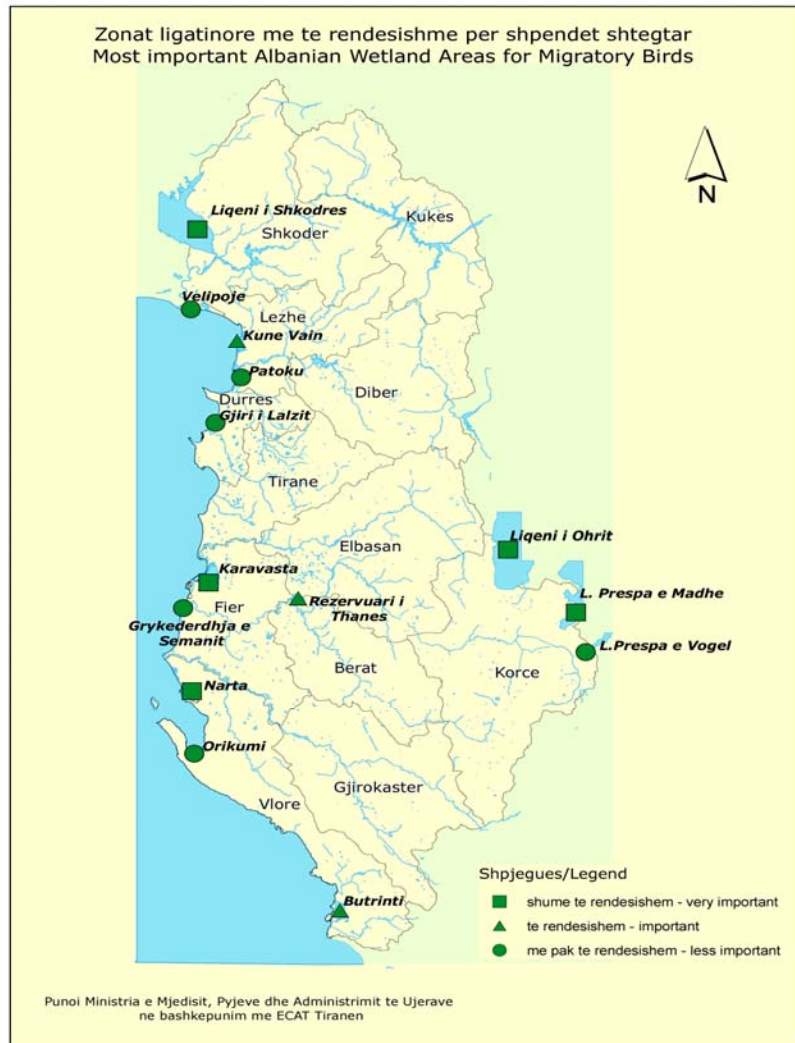 Zonat ligatinore me te rendesishme per shpendet shtegtar
Most important Albanian Wetland Areas for Migratory Birds
N
Liqeni i Shkodres
Shkoder
Kukes
Velipoje
Lezhe
Kune Vain
Patoku
Diber
Durres
Gjiri i Lalzit
Tirane
Elbasan
Liqeni i Ohrit
Karavasta
Rezervuari i
Thanes
L. Prespa e Madhe
Fier
Grykederdhja e
Semanit
L.Prespa e Vogel
Berat
Korce
Narta
Orikumi
Gjirokaster
Vlore
Butrinti
Shpjegues/Legend
shume te rendesishem - very important
te rendesishem - important
me pak te rendesishem - less important
Punoi Ministria e Mjedisit, Pyjeve dhe Administrimit te Ujerave
ne bashkepunim me ECAT Tiranen